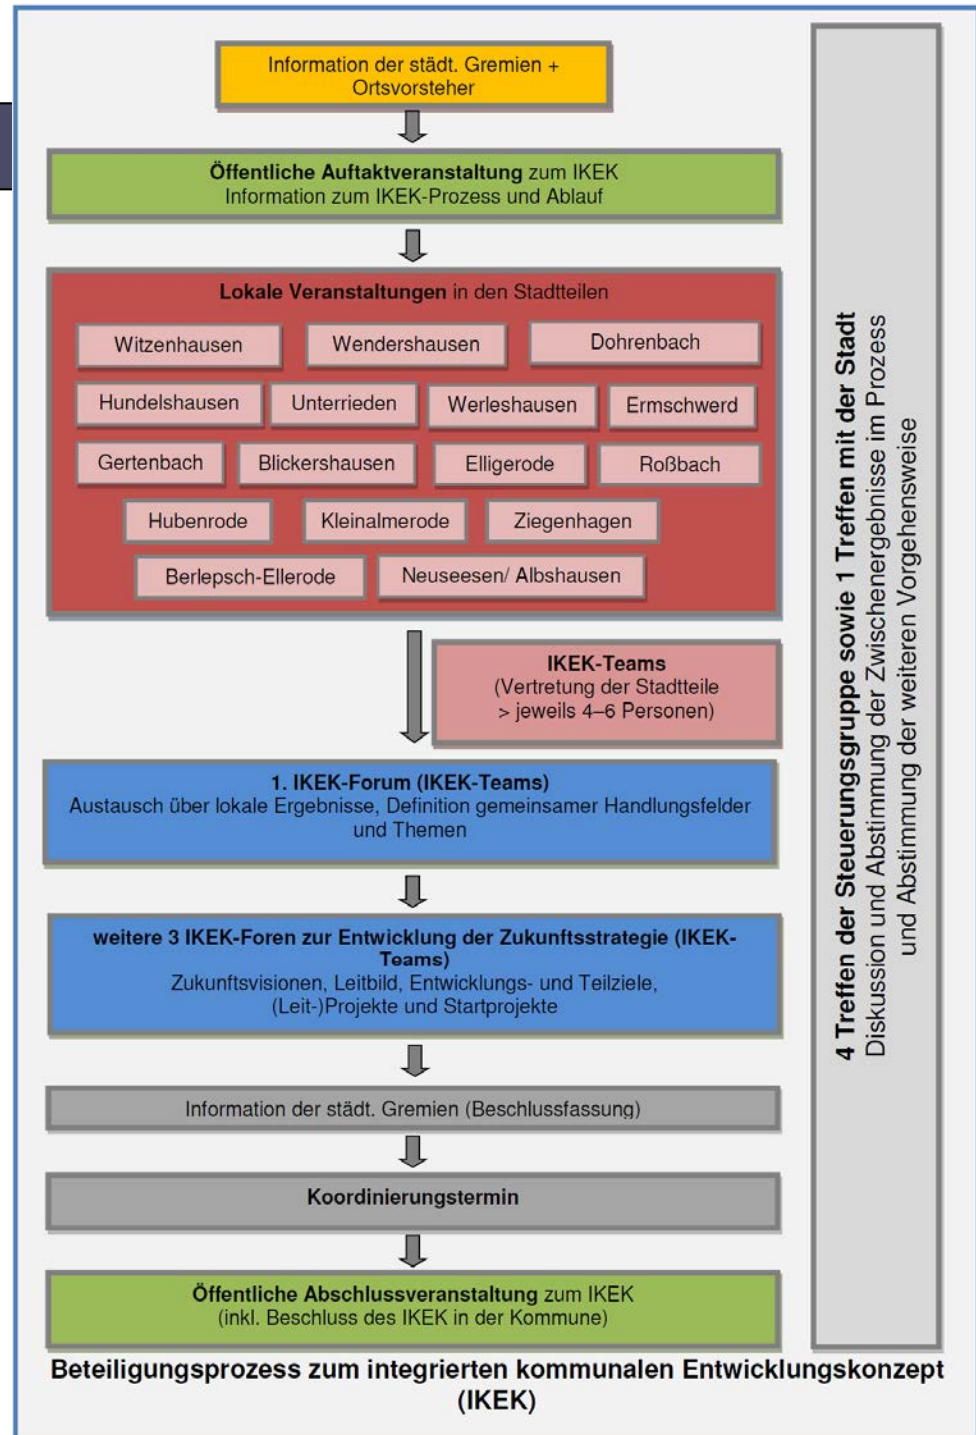 Information der städt. Gremien +
Ortsvorsteher
Öffentliche Auftaktveranstaltung zum IKEK
Information zum IKEK-Prozess und Ablauf
Lokale Veranstaltungen in den Stadtteilen
Witzenhausen
Wendershausen
Dohrenbach
Hundelshausen
Unterrieden
Werleshausen
Ermschwerd
Gertenbach
Blickershausen
Elligerode
Roßbach
Hubenrode
Kleinalmerode
Ziegenhagen
Berlepsch-Ellerode
Neuseesen/ Albshausen
IKEK-Teams
(Vertretung der Stadtteile
> jeweils 4–6 Personen)
1. IKEK-Forum (IKEK-Teams)
Austausch über lokale Ergebnisse, Definition gemeinsamer Handlungsfelder
und Themen
weitere 3 IKEK-Foren zur Entwicklung der Zukunftsstrategie (IKEK-
Teams)
Zukunftsvisionen, Leitbild, Entwicklungs- und Teilziele,
(Leit-)Projekte und Startprojekte
Information der städt. Gremien (Beschlussfassung)
Koordinierungstermin
Öffentliche Abschlussveranstaltung zum IKEK
(inkl. Beschluss des IKEK in der Kommune)
4 Treffen der Steuerungsgruppe sowie 1 Treffen mit der Stadt
Diskussion und Abstimmung der Zwischenergebnisse im Prozess
und Abstimmung der weiteren Vorgehensweise
Beteiligungsprozess zum integrierten kommunalen Entwicklungskonzept
(IKEK)